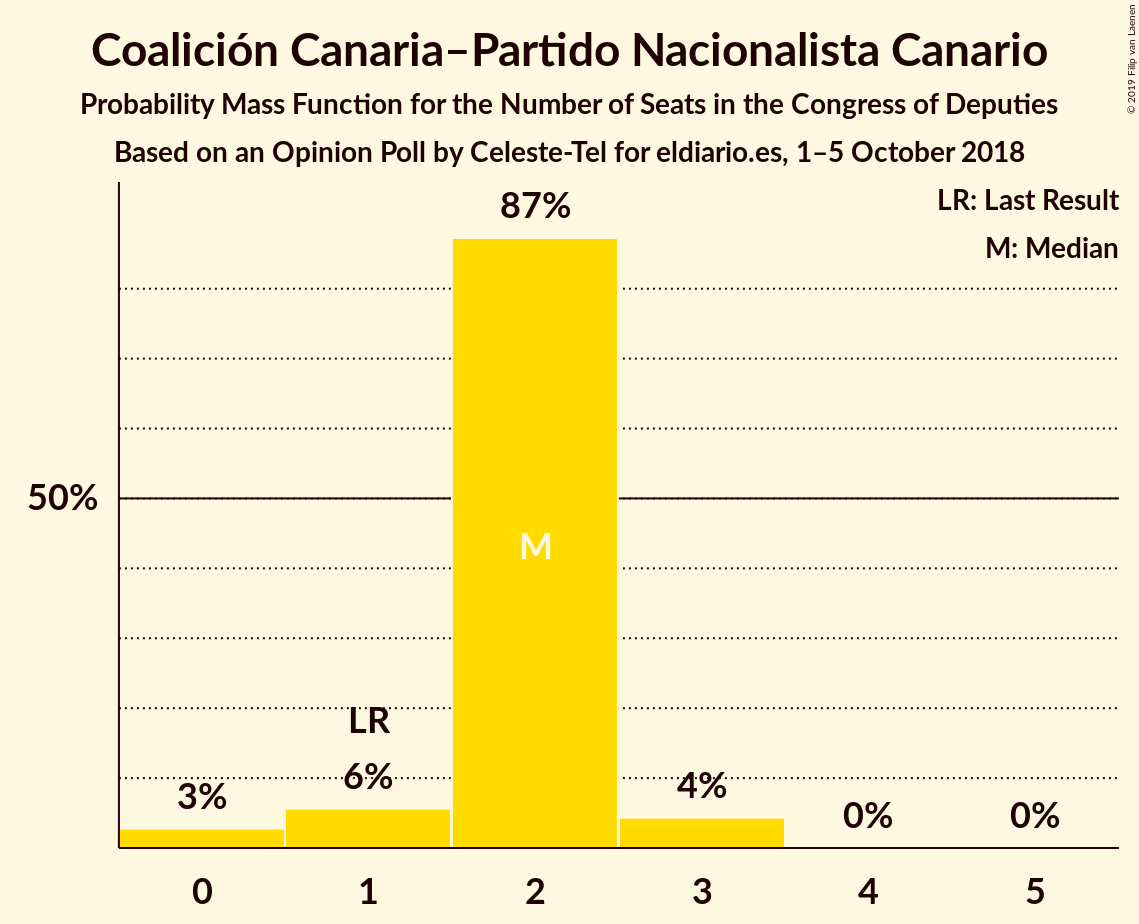 Coalición Canaria–Partido Nacionalista Canario
Probability Mass Function for the Number of Seats in the Congress of Deputies
Based on an Opinion Poll by Celeste-Tel for eldiario.es, 1–5 October 2018
© 2019 Filip van Laenen
LR: Last Result
M: Median
87%
50%
M
LR
3%
6%
4%
0%
0%
0
1
2
3
4
5